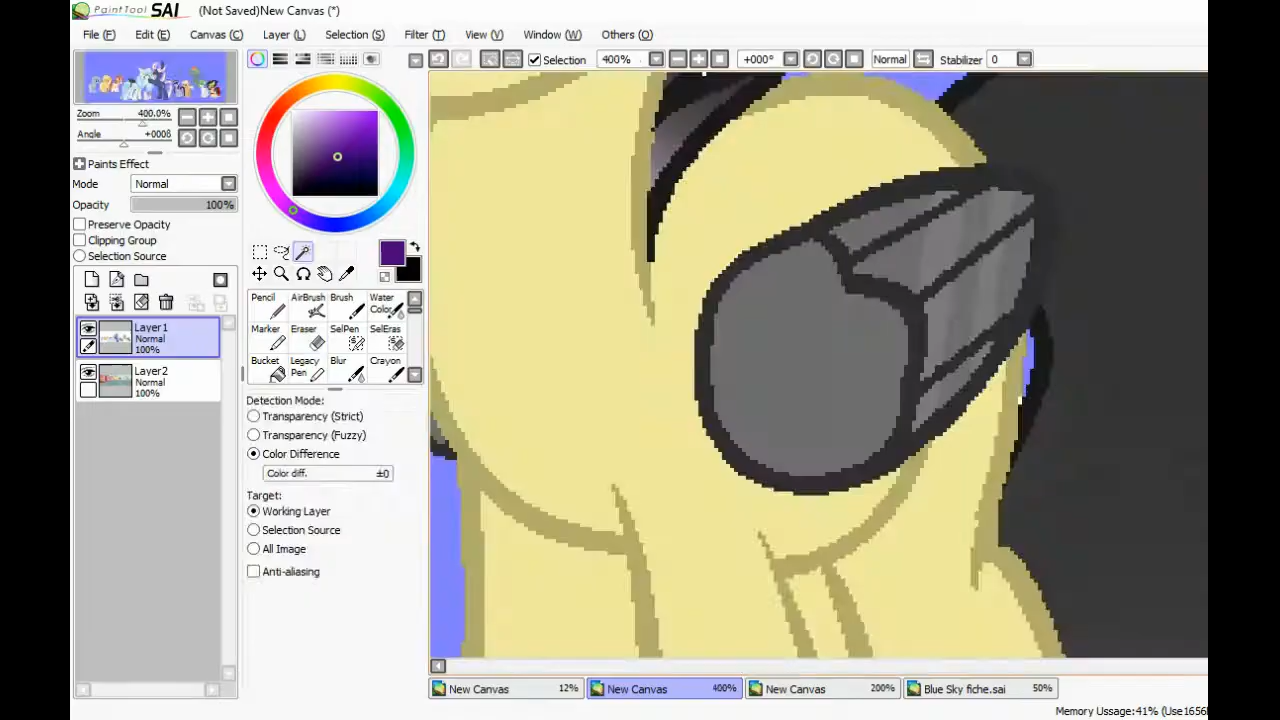 PaintTool SAI (Not Saved)New Canvas (*)
File (F) Edit (E) Canvas (C) Layer (L) Selection (S) Filter (T) View (V) Window (W) Others (O)
Selection 400% +000° Normal Stabilizer 0
Zoom 400.0%
Angle +000ß
Paints Effect
Mode Normal
Opacity 100%
Preserve Opacity
Clipping Group
Selection Source
Layer1
Normal
100%
Layer2
Normal
100%
Pencil AirBrush Brush Water Color
Marker Eraser SelPen SelEras
Bucket Legacy Pen Blur Crayon
Detection Mode:
Transparency (Strict)
Transparency (Fuzzy)
Color Difference
Color diff. ±0
Target:
Working Layer
Selection Source
All Image
Anti-aliasing
New Canvas 12% New Canvas 400% New Canvas 200% Blue Sky fiche.sai 50%
Memory Ussage:41% (Use1656